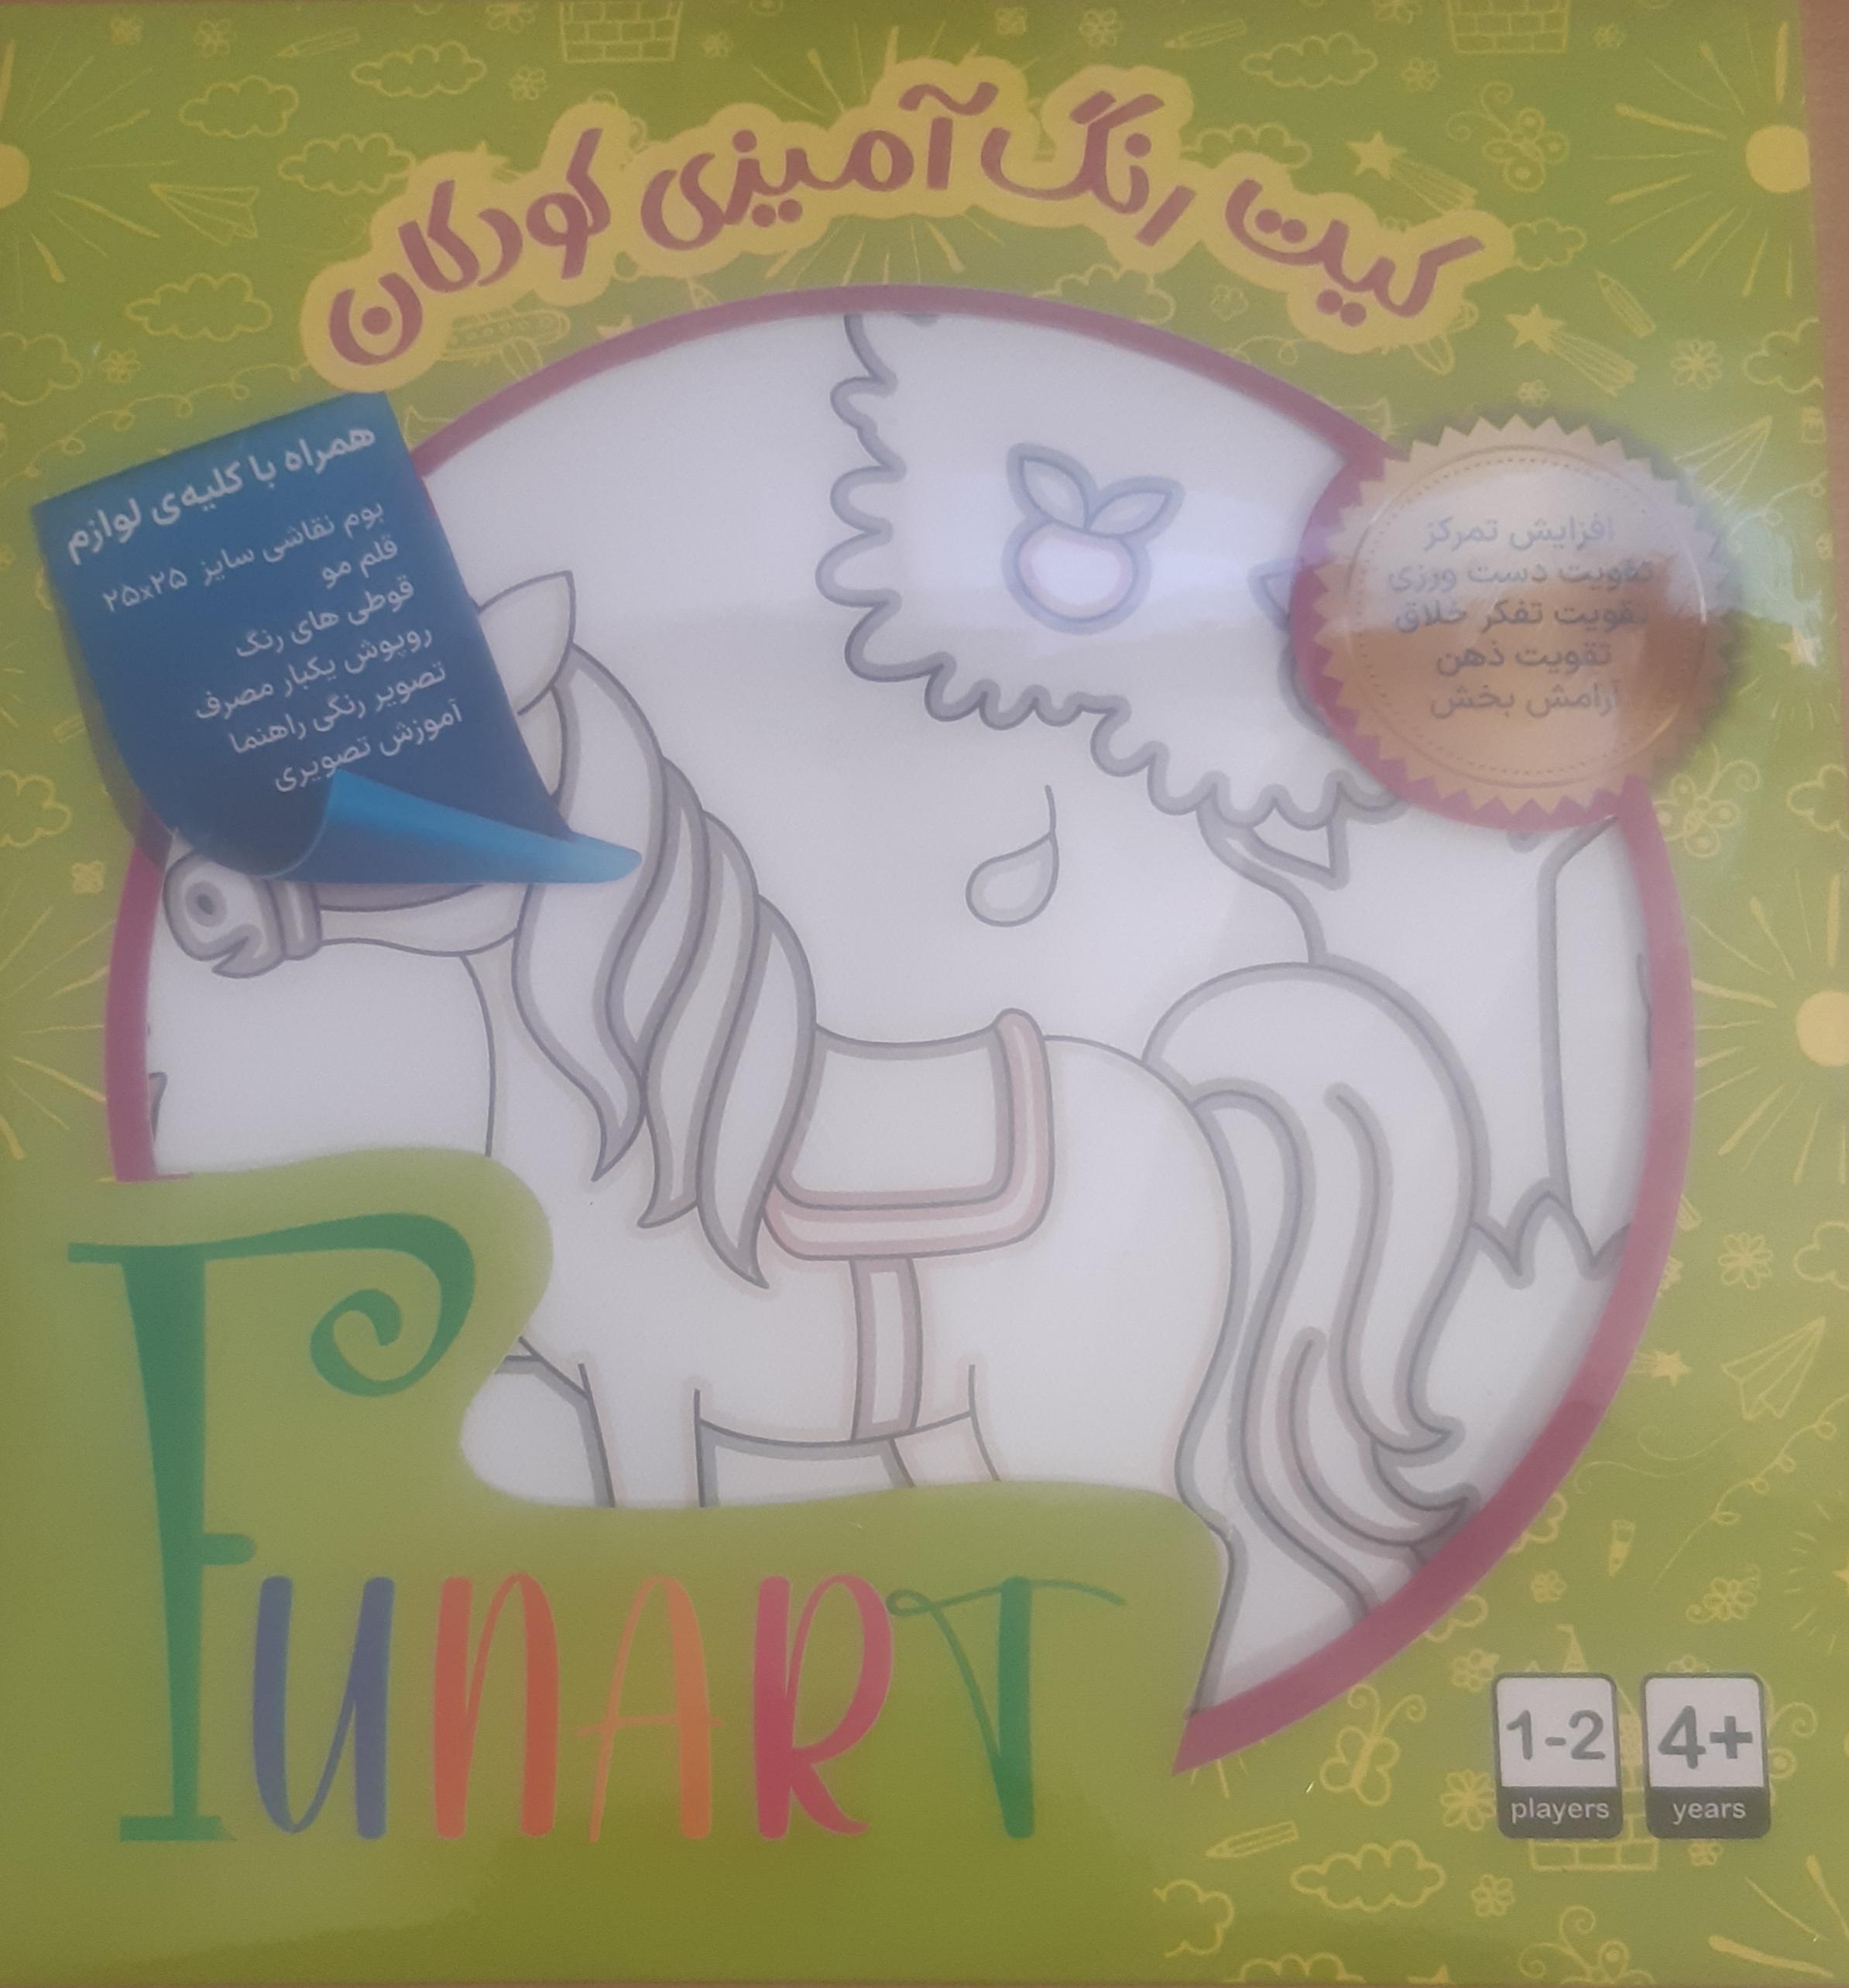 کیت رنگ آمیزی کودکان
همراه با کلیه‌ی لوازم
بوم نقاشی سایز ۲۵x۲۵
قلم مو
قوطی های رنگ
روپوش یکبار مصرف
تصویر رنگی راهنما
آموزش تصویری
افزایش تمرکز
تقویت دست ورزی
تقویت تفکر خلاق
تقویت ذهن
آرامش بخش
FUNART
1-2
players
4+
years